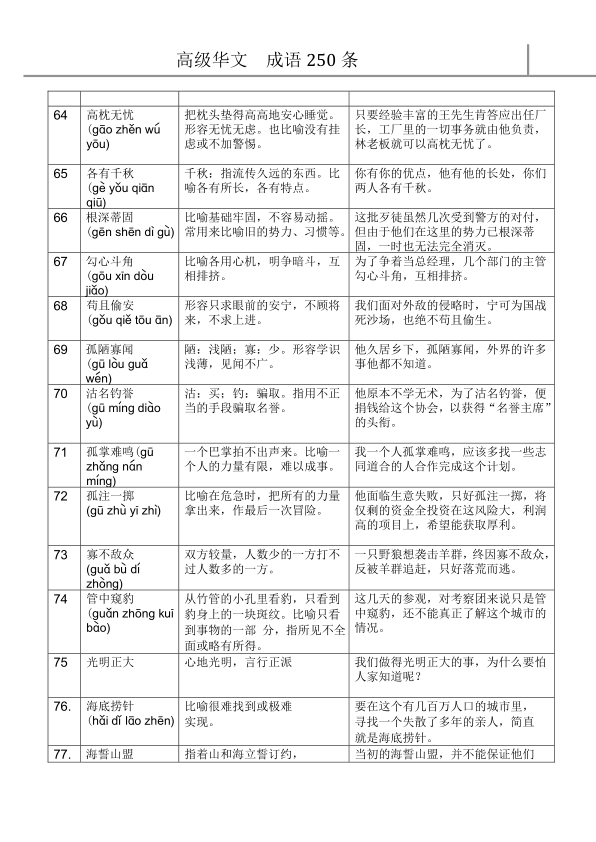 高级华文 成语 250 条
64 高枕无忧 把枕头垫得高高地安心睡觉。 只要经验丰富的王先生肯答应出任厂
(gāo zhěn wú 形容无忧无虑。也比喻没有挂 长，工厂里的一切事务就由他负责，
yōu) 虑或不加警惕。 林老板就可以高枕无忧了。
65 各有千秋 千秋：指流传久远的东西。比 你有你的优点，他有他的长处，你们
(gè yǒu qiān 喻各有所长，各有特点。 两人各有千秋。
qiū)
66 根深蒂固 比喻基础牢固，不容易动摇。 这批歹徒虽然几次受到警方的对付，
(gēn shēn dì gù) 常用来比喻旧的势力、习惯等。 但由于他们在这里的势力已根深蒂
固，一时也无法完全消灭。
67 勾心斗角 比喻各用心机，明争暗斗，互 为了争着当总经理，几个部门的主管
(gōu xin dòu 相排挤。 勾心斗角，互相排挤。
jiǎo)
68 苟且偷安 形容只求眼前的安宁，不顾将 我们面对外敌的侵略时，宁可为国战
(gǒu qiě tōu ān) 来，不求上进。 死沙场，也绝不苟且偷生。
69 孤陋寡闻 陋：浅陋；寡：少。形容学识 他久居乡下，孤陋寡闻，外界的许多
(gū lòu guǎ 浅薄，见闻不广。 事他都不知道。
wén)
70 沽名钓誉 沽：买；钓：骗取。指用不正 他原本不学无术，为了沽名钓誉，便
(gū míng diào 当的手段骗取名誉。 捐钱给这个协会，以获得“名誉主席”
yù) 的头衔。
71 孤掌难鸣(gū 一个巴掌拍不出声来。比喻一 我一个人孤掌难鸣，应该多找一些志
zhǎng nán 个人的力量有限，难以成事。 同道合的人合作完成这个计划。
míng)
72 孤注一掷 比喻在危急时，把所有的力量 他面临生意失败，只好孤注一掷，将
(gū zhù yī zhì) 拿出来，作最后一次冒险。 仅剩的资金全投资在这风险大，利润
高的项目上，希望能获取厚利。
73 寡不敌众 双方较量，人数少的一方打不 一只野狼想袭击羊群，终因寡不敌众，
(guǎ bù dí 过人数多的一方。 反被羊群追赶，只好落荒而逃。
zhòng)
74 管中窥豹 从竹管的小孔里看豹，只看到 这几天的参观，对考察团来说只是管
(guǎn zhōng kuī 豹身上的一块斑纹。比喻只看 中窥豹，还不能真正了解这个城市的
bào) 到事物的一部 分，指所见不全 情况。
面或略有所得。
75 光明正大 心地光明，言行正派 我们做得光明正大的事，为什么要怕
人家知道呢？
76. 海底捞针 比喻很难找到或极难 要在这个有几百万人口的城市里，
(hǎi dǐ lāo zhēn) 实现。 寻找一个失散了多年的亲人，简直
就是海底捞针。
77. 海誓山盟 指着山和海立誓订约， 当初的海誓山盟，并不能保证他们